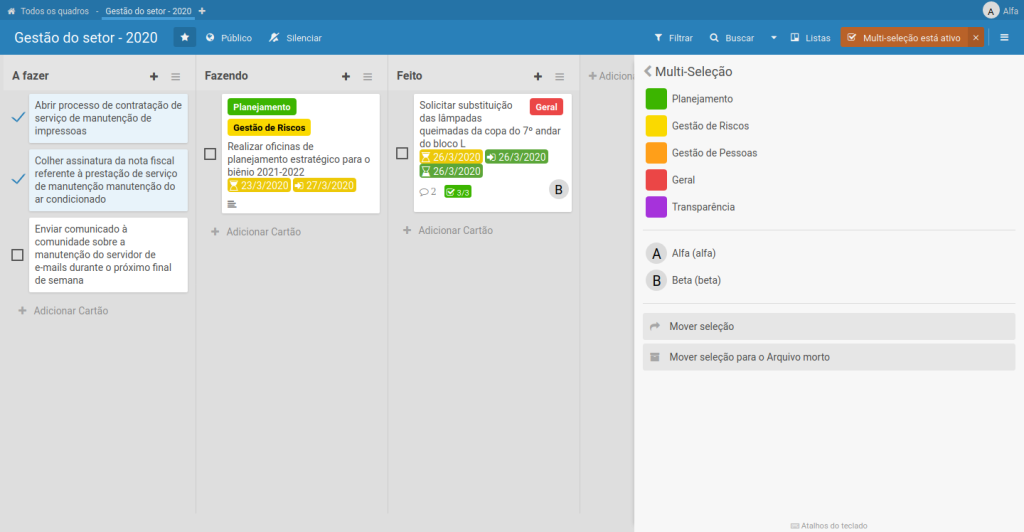 Todos os quadros - Gestão do setor - 2020
A Alfa
Gestão do setor - 2020
Público
Silenciar
Filtrar
Buscar
Listas
Multi-seleção está ativo
A fazer
Abrir processo de contratação de
serviço de manutenção de
impressoas
Colher assinatura da nota fiscal
referente à prestação de serviço
de manutenção manutenção do
ar condicionado
Enviar comunicado à
comunidade sobre a
manutenção do servidor de
e-mails durante o próximo final
de semana
Adicionar Cartão
Fazendo
Planejamento
Gestão de Riscos
Realizar oficinas de
planejamento estratégico para o
biênio 2021-2022
23/3/2020 27/3/2020
Adicionar Cartão
Feito
Solicitar substituição Geral
das lâmpadas
queimadas da copa do 7º andar
do bloco L
26/3/2020 26/3/2020
26/3/2020
2 3/3 B
Adicionar Cartão
Adiciona
Multi-Seleção
Planejamento
Gestão de Riscos
Gestão de Pessoas
Geral
Transparência
A Alfa (alfa)
B Beta (beta)
Mover seleção
Mover seleção para o Arquivo morto
Atalhos do teclado